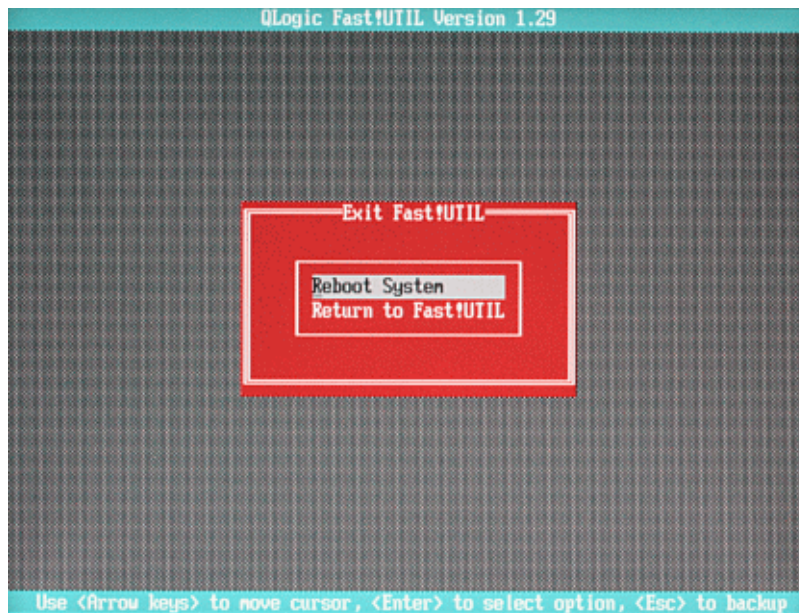 QLogic Fast!UTIL Version 1.29
Exit Fast!UTIL
Reboot System
Return to Fast!UTIL
Use <Arrow keys> to move cursor, <Enter> to select option, <Esc> to backup